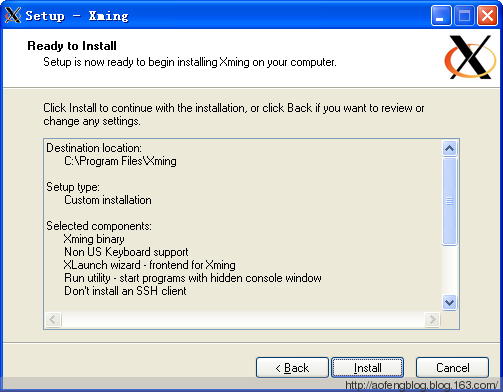 Setup - Xming
Ready to Install
Setup is now ready to begin installing Xming on your computer.
Click Install to continue with the installation, or click Back if you want to review or
change any settings.
Destination location:
C:\Program Files\Xming
Setup type:
Custom installation
Selected components:
Xming binary
Non US Keyboard support
XLaunch wizard - frontend for Xming
Run utility - start programs with hidden console window
Don't install an SSH client
< Back
Install
Cancel
http://aofengblog.blog.163.com/